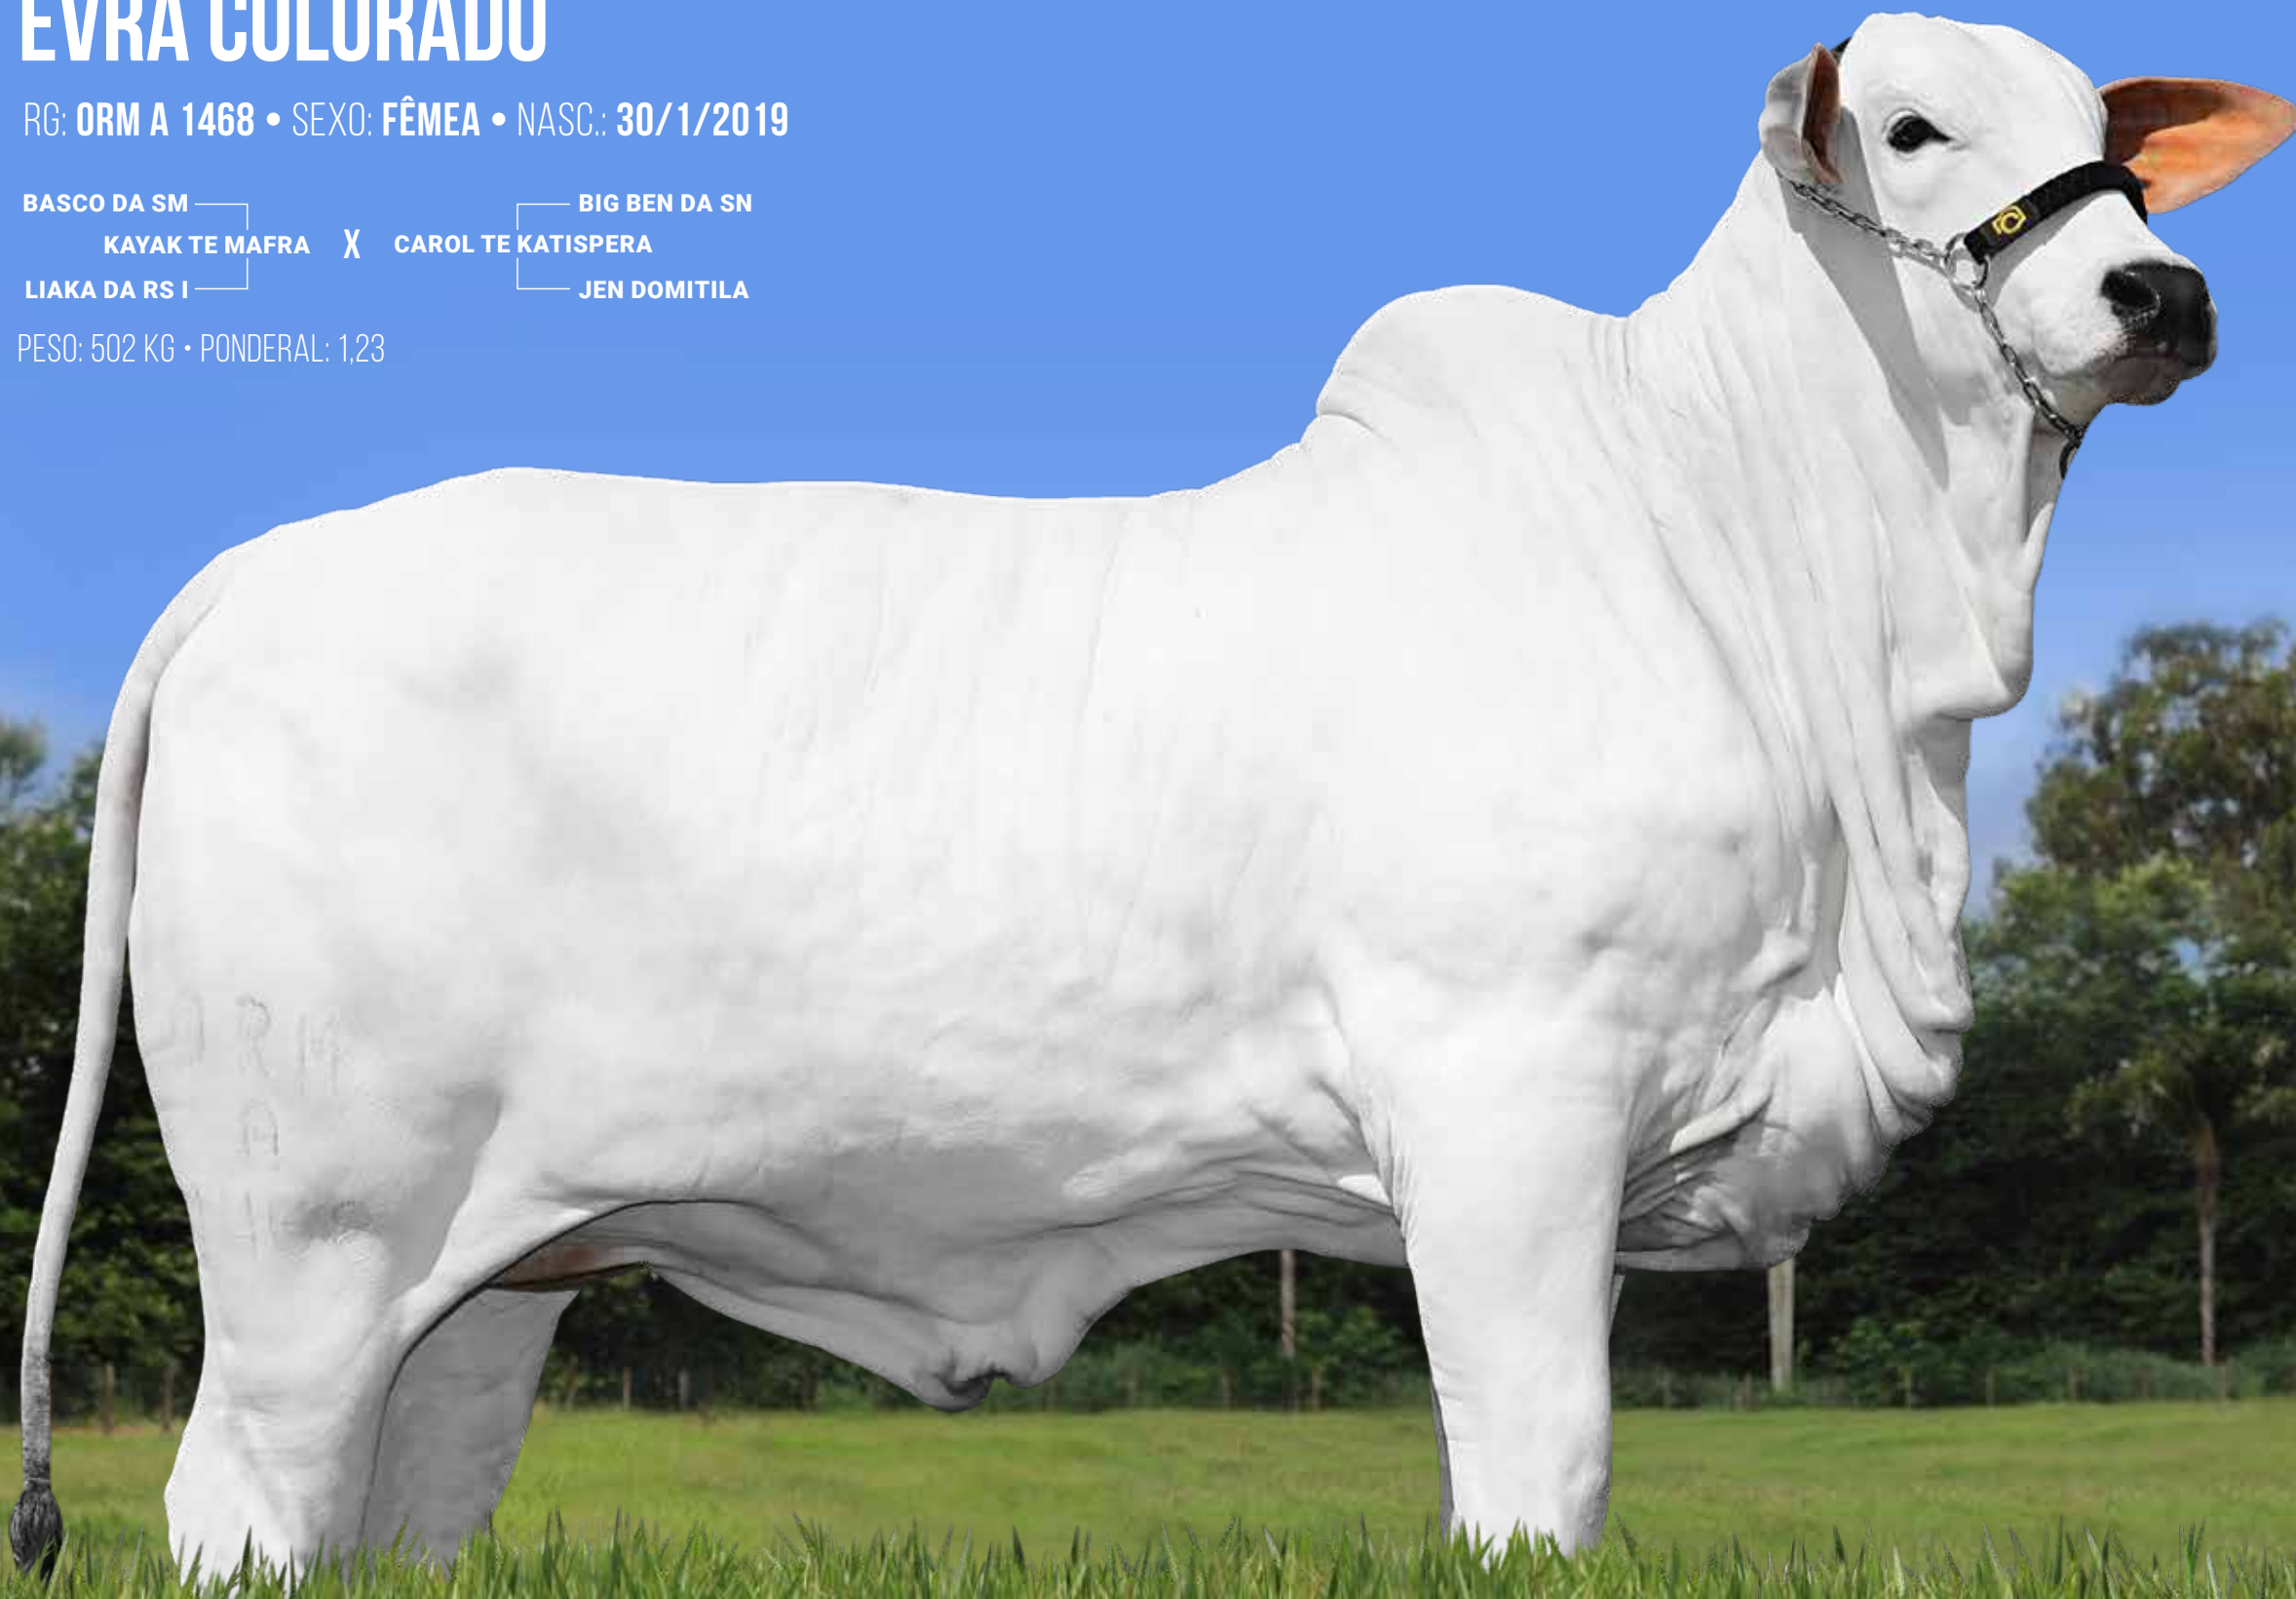 EVRA COLORADO
RG: ORM A 1468 • SEXO: FÊMEA • NASC.: 30/1/2019
BASCO DA SM
BIG BEN DA SN
KAYAK TE MAFRA X CAROL TE KATISPERA
LIAKA DA RS I
JEN DOMITILA
PESO: 502 KG • PONDERAL: 1,23
ORM
A